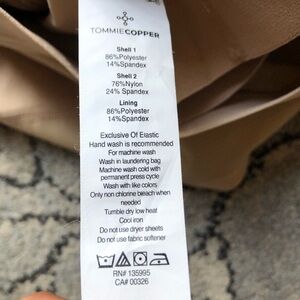 TOMMIECOPPER
Shell 1
86%Polyester
14%Spandex
Shell 2
76%Nylon
24% Spandex
Lining
86%Polyester
14%Spandex
Exclusive Of Elastic
Hand wash is recommended
For machine wash
Wash in laundering bag
Machine wash cold with
permanent press cycle
Wash with like colors
Only non chlorine bleach when
needed
Tumble dry low heat
Cool iron
Do not use dryer sheets
Do not use fabric softener
RN# 135995
CA# 00326